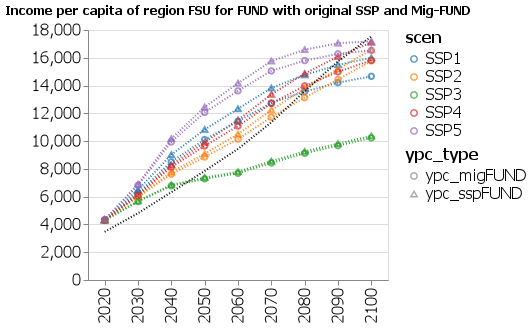 Income per capita of region FSU for FUND with original SSP and Mig-FUND
18,000
16,000
14,000
12,000
10,000
8,000
6,000
4,000
2,000
0
2020
2030
2040
2050
2060
2070
2080
2090
2100
scen
SSP1
SSP2
SSP3
SSP4
SSP5
ypc_type
ypc_migFUND
ypc_sspFUND